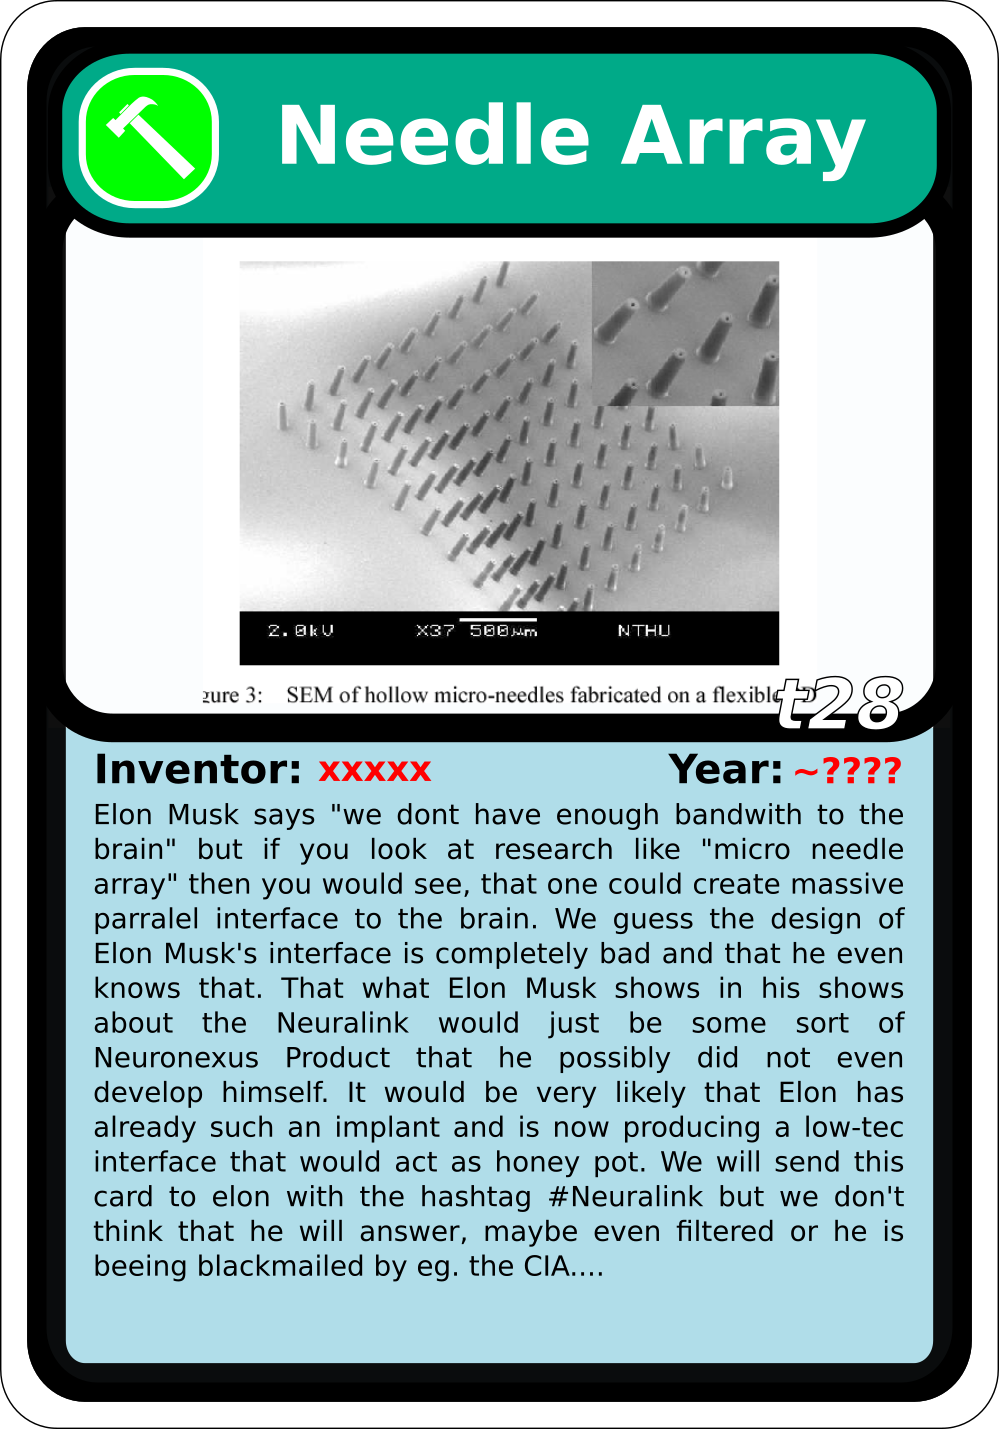 Needle Array
2.0kV X37 500μm NTHU
gure 3: SEM of hollow micro-needles fabricated on a flexible
t28
Inventor: xxxxx Year: ~????
Elon Musk says "we dont have enough bandwith to the
brain" but if you look at research like "micro needle
array" then you would see, that one could create massive
parralel interface to the brain. We guess the design of
Elon Musk's interface is completely bad and that he even
knows that. That what Elon Musk shows in his shows
about the Neuralink would just be some sort of
Neuronexus Product that he possibly did not even
develop himself. It would be very likely that Elon has
already such an implant and is now producing a low-tec
interface that would act as honey pot. We will send this
card to elon with the hashtag #Neuralink but we don't
think that he will answer, maybe even filtered or he is
beeing blackmailed by eg. the CIA....